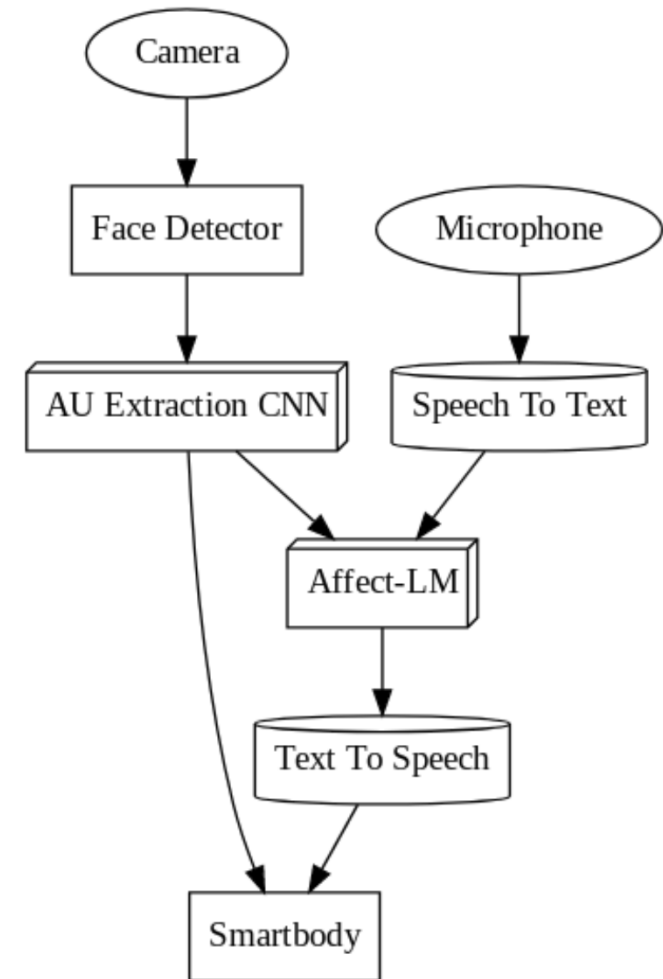 Camera
Face Detector
Microphone
AU Extraction CNN
Speech To Text
Affect-LM
Text To Speech
Smartbody